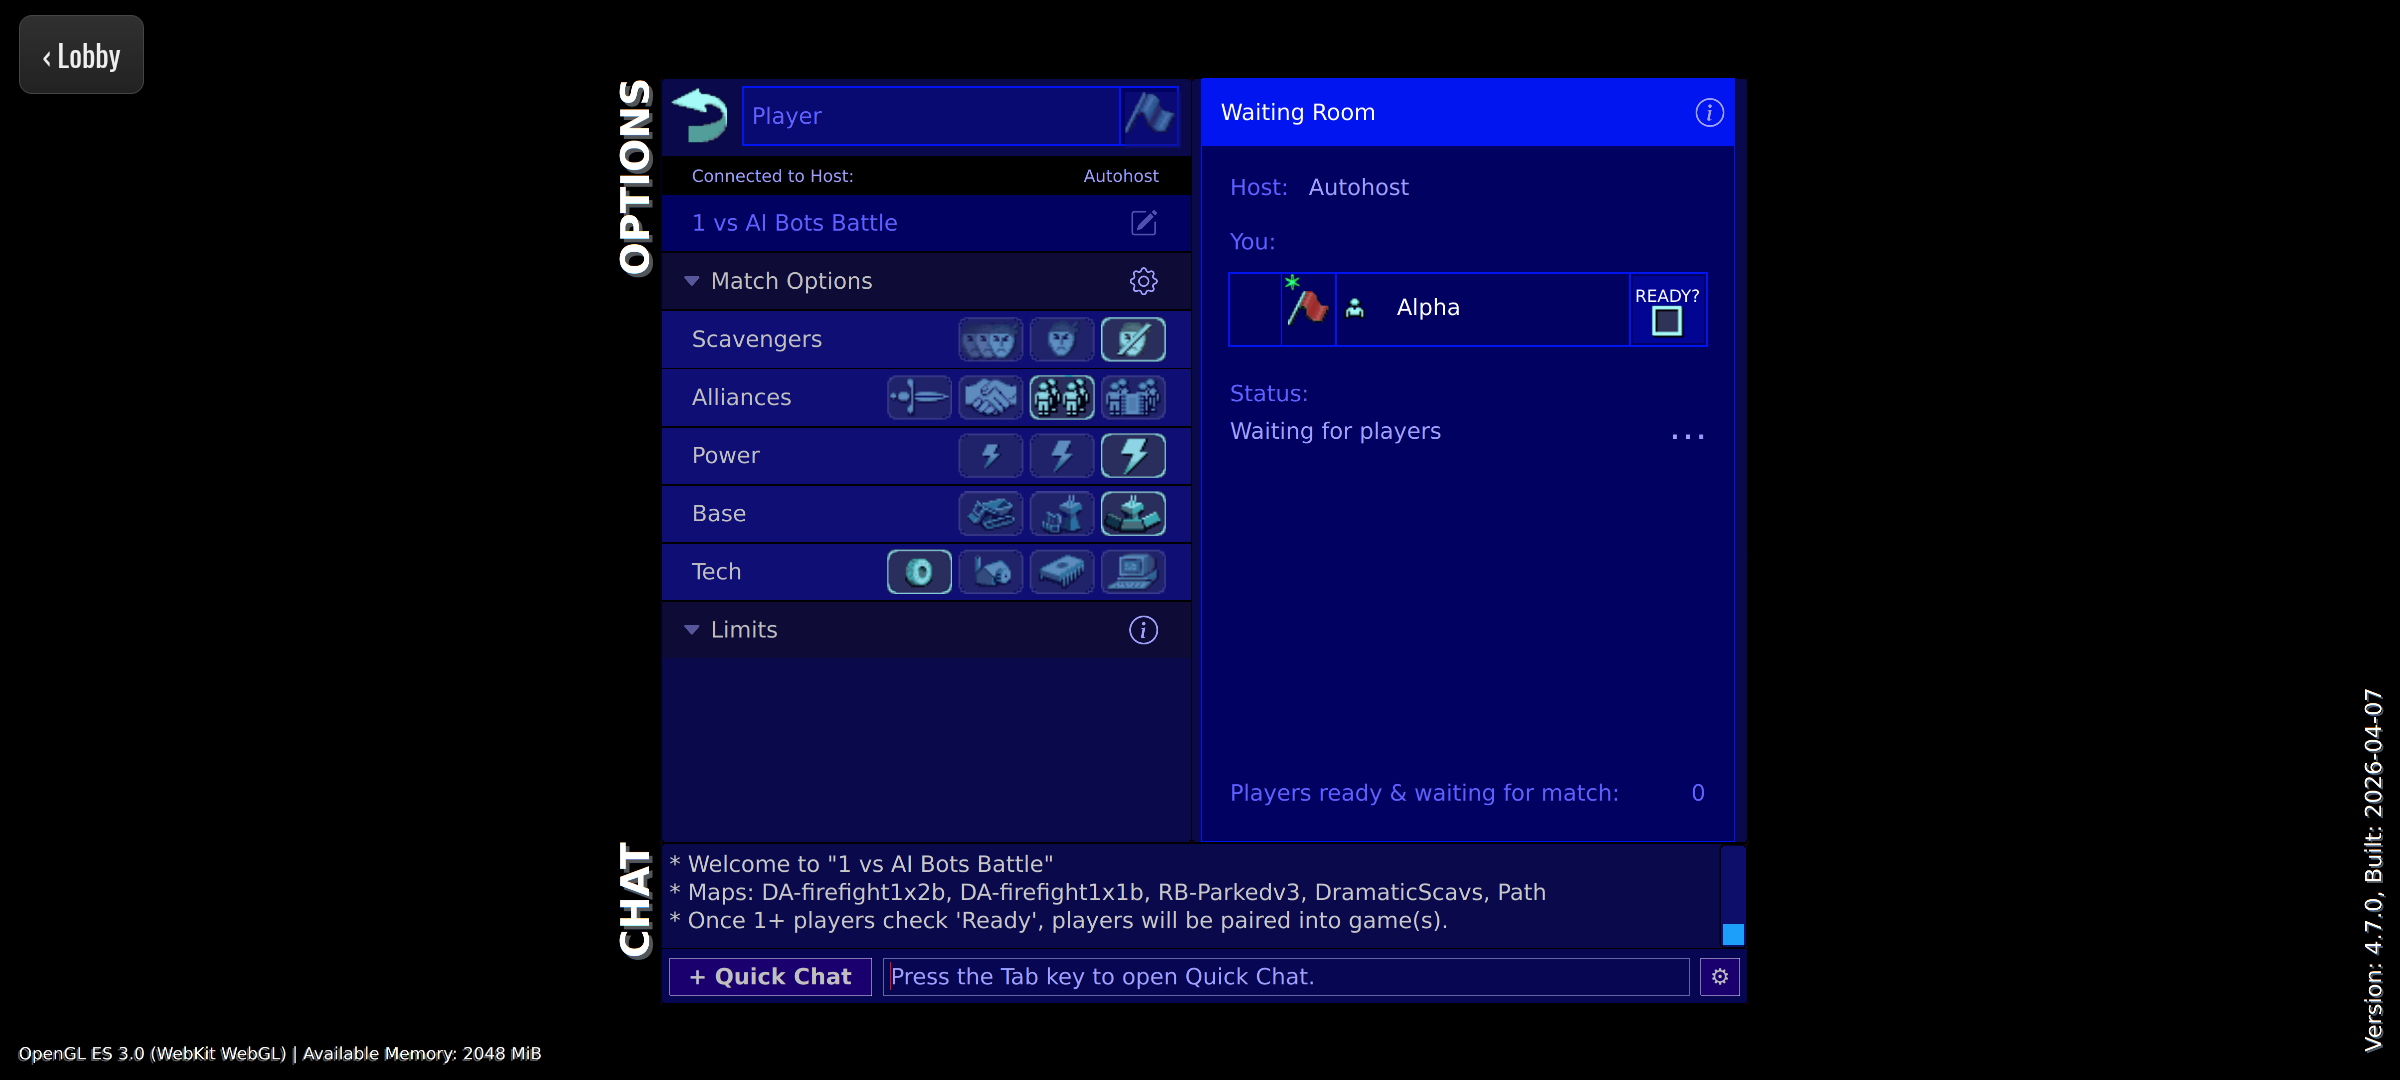 ‹ Lobby
OPTIONS
Player
Connected to Host: Autohost
1 vs AI Bots Battle
Match Options
Scavengers
Alliances
Power
Base
Tech
Limits
Waiting Room
Host: Autohost
You:
Alpha
READY?
Status:
Waiting for players ...
Players ready & waiting for match: 0
CHAT
* Welcome to "1 vs AI Bots Battle"
* Maps: DA-firefight1x2b, DA-firefight1x1b, RB-Parkedv3, DramaticScavs, Path
* Once 1+ players check 'Ready', players will be paired into game(s).
+ Quick Chat
Press the Tab key to open Quick Chat.
OpenGL ES 3.0 (WebKit WebGL) | Available Memory: 2048 MiB
Version: 4.7.0, Built: 2026-04-07